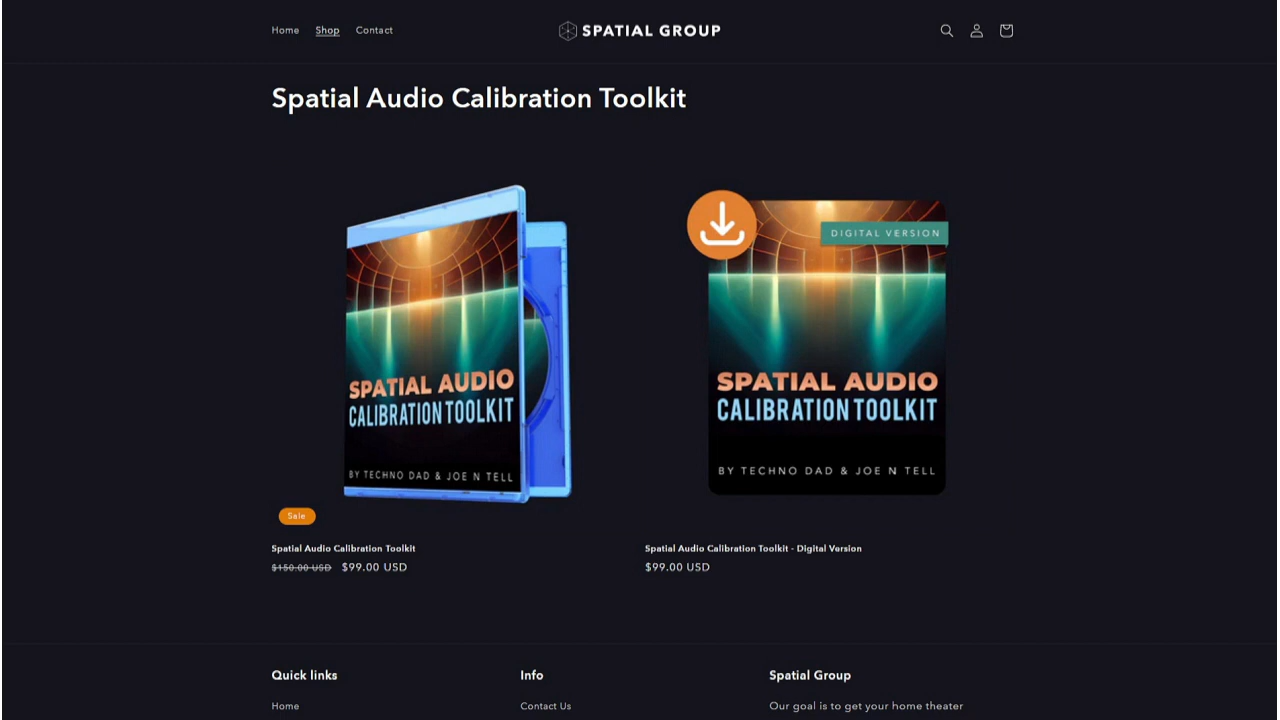 Home Shop Contact
SPATIAL GROUP
Spatial Audio Calibration Toolkit
SPATIAL AUDIO
CALIBRATION TOOLKIT
BY TECHNO DAD & JOE N TELL
DIGITAL VERSION
SPATIAL AUDIO
CALIBRATION TOOLKIT
BY TECHNO DAD & JOE N TELL
Sale
Spatial Audio Calibration Toolkit
$150.00 USD $99.00 USD
Spatial Audio Calibration Toolkit - Digital Version
$99.00 USD
Quick links
Home
Info
Contact Us
Spatial Group
Our goal is to get your home theater